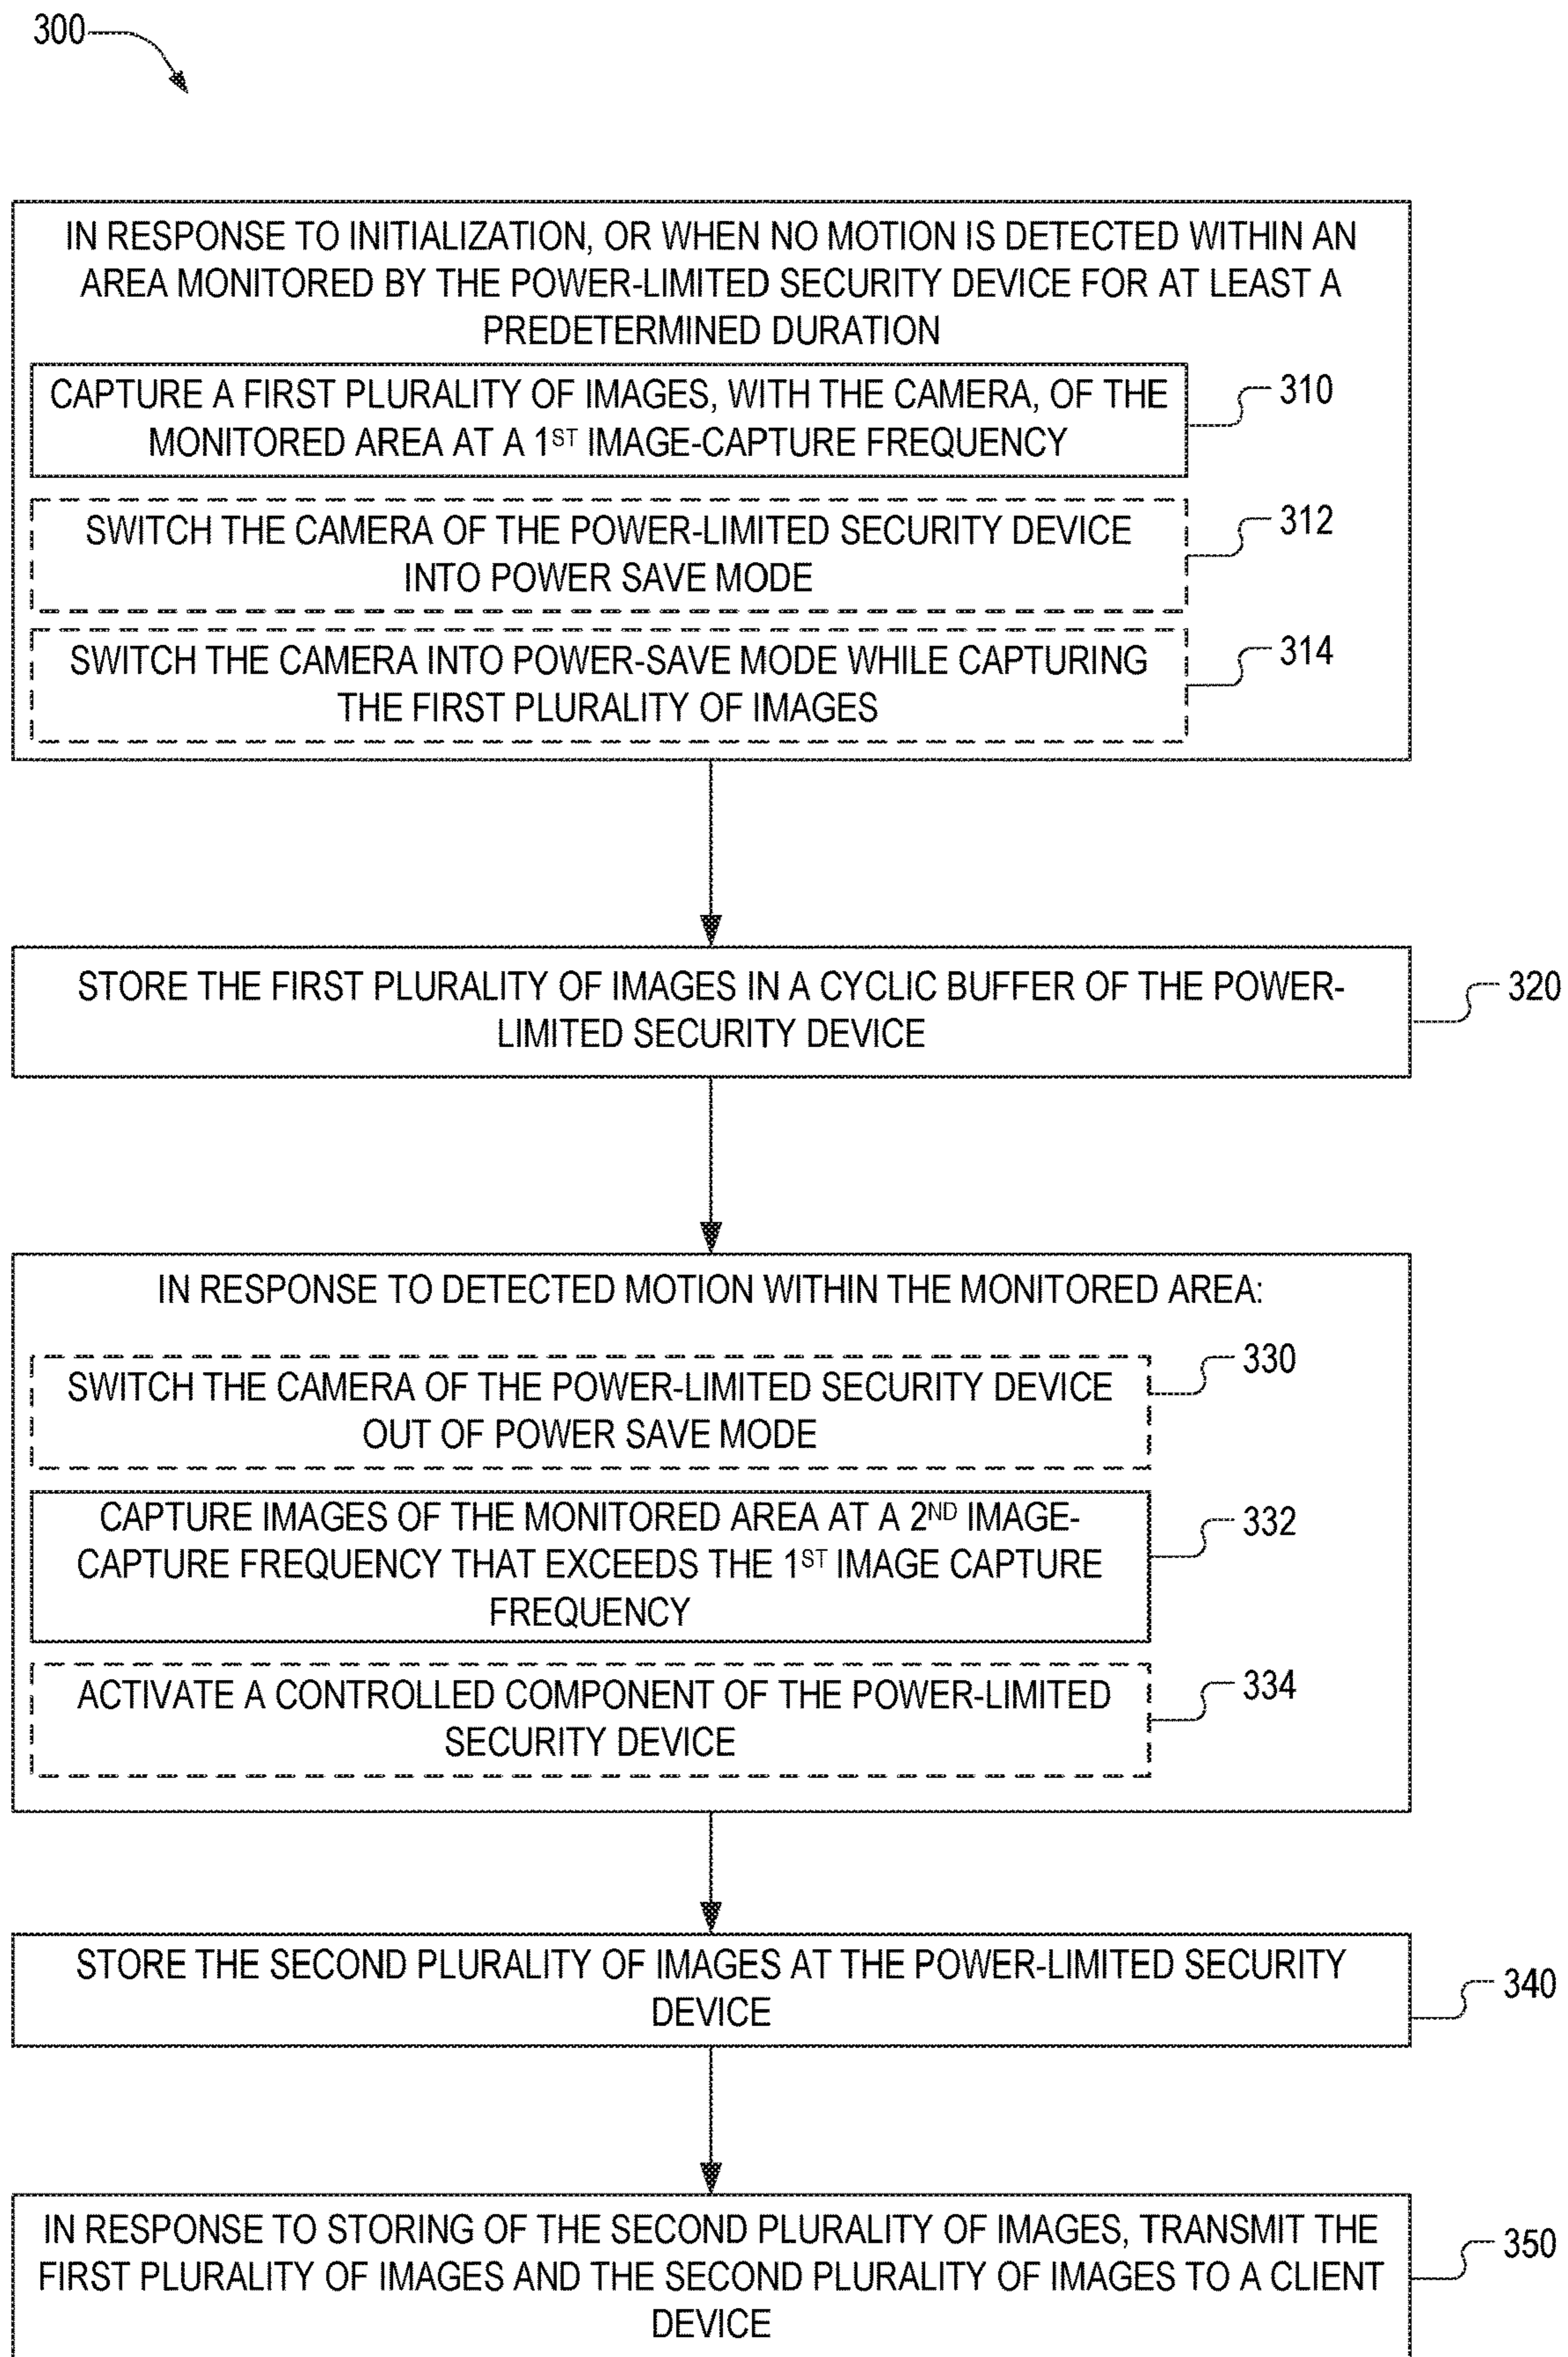 300
IN RESPONSE TO INITIALIZATION, OR WHEN NO MOTION IS DETECTED WITHIN AN
AREA MONITORED BY THE POWER-LIMITED SECURITY DEVICE FOR AT LEAST A
PREDETERMINED DURATION
CAPTURE A FIRST PLURALITY OF IMAGES, WITH THE CAMERA, OF THE
MONITORED AREA AT A 1ST IMAGE-CAPTURE FREQUENCY
310
SWITCH THE CAMERA OF THE POWER-LIMITED SECURITY DEVICE
INTO POWER SAVE MODE
312
SWITCH THE CAMERA INTO POWER-SAVE MODE WHILE CAPTURING
THE FIRST PLURALITY OF IMAGES
314
STORE THE FIRST PLURALITY OF IMAGES IN A CYCLIC BUFFER OF THE POWER-
LIMITED SECURITY DEVICE
320
IN RESPONSE TO DETECTED MOTION WITHIN THE MONITORED AREA:
SWITCH THE CAMERA OF THE POWER-LIMITED SECURITY DEVICE
OUT OF POWER SAVE MODE
330
CAPTURE IMAGES OF THE MONITORED AREA AT A 2ND IMAGE-
CAPTURE FREQUENCY THAT EXCEEDS THE 1ST IMAGE CAPTURE
FREQUENCY
332
ACTIVATE A CONTROLLED COMPONENT OF THE POWER-LIMITED
SECURITY DEVICE
334
STORE THE SECOND PLURALITY OF IMAGES AT THE POWER-LIMITED SECURITY
DEVICE
340
IN RESPONSE TO STORING OF THE SECOND PLURALITY OF IMAGES, TRANSMIT THE
FIRST PLURALITY OF IMAGES AND THE SECOND PLURALITY OF IMAGES TO A CLIENT
DEVICE
350